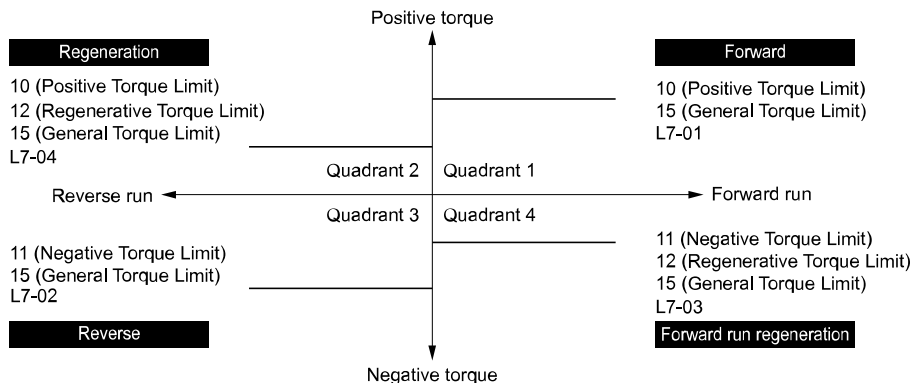 Positive torque
Regeneration
10 (Positive Torque Limit)
12 (Regenerative Torque Limit)
15 (General Torque Limit)
L7-04
Forward
10 (Positive Torque Limit)
15 (General Torque Limit)
L7-01
Quadrant 2
Quadrant 1
Reverse run
Forward run
Quadrant 3
Quadrant 4
11 (Negative Torque Limit)
15 (General Torque Limit)
L7-02
Reverse
11 (Negative Torque Limit)
12 (Regenerative Torque Limit)
15 (General Torque Limit)
L7-03
Forward run regeneration
Negative torque